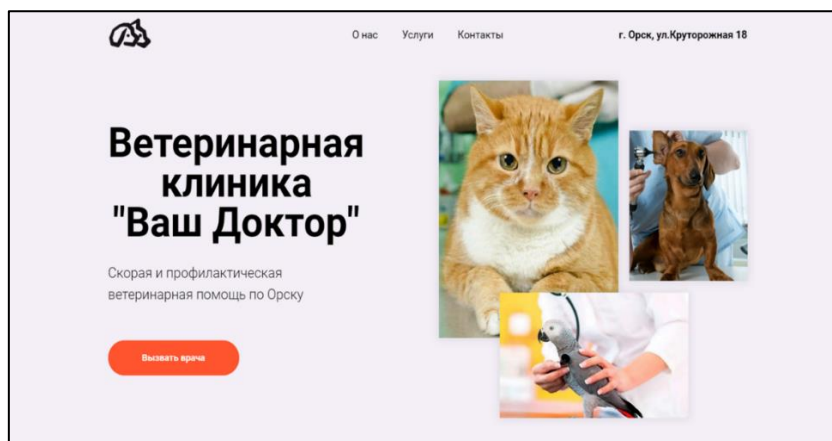 О нас Услуги Контакты г. Орск, ул.Круторожная 18
Ветеринарная
клиника
"Ваш Доктор"
Скорая и профилактическая
ветеринарная помощь по Орску
Вызвать врача